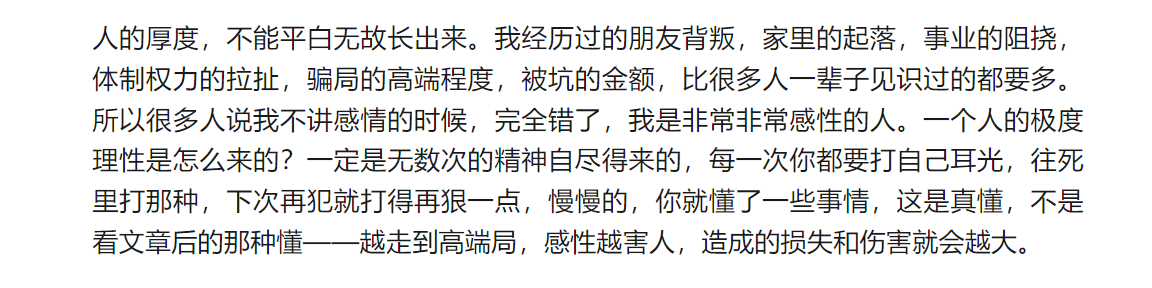 人的厚度，不能平白无故长出来。我经历过的朋友背叛，家里的起落，事业的阻挠，
体制权力的拉扯，骗局的高端程度，被坑的金额，比很多人一辈子见识过的都要多。
所以很多人说我不讲感情的时候，完全错了，我是非常非常感性的人。一个人的极度
理性是怎么来的？一定是无数次的精神自尽得来的，每一次你都要打自己耳光，往死
里打那种，下次再犯就打得再狠一点，慢慢的，你就懂了一些事情，这是真懂，不是
看文章后的那种懂——越走到高端局，感性越害人，造成的损失和伤害就会越大。